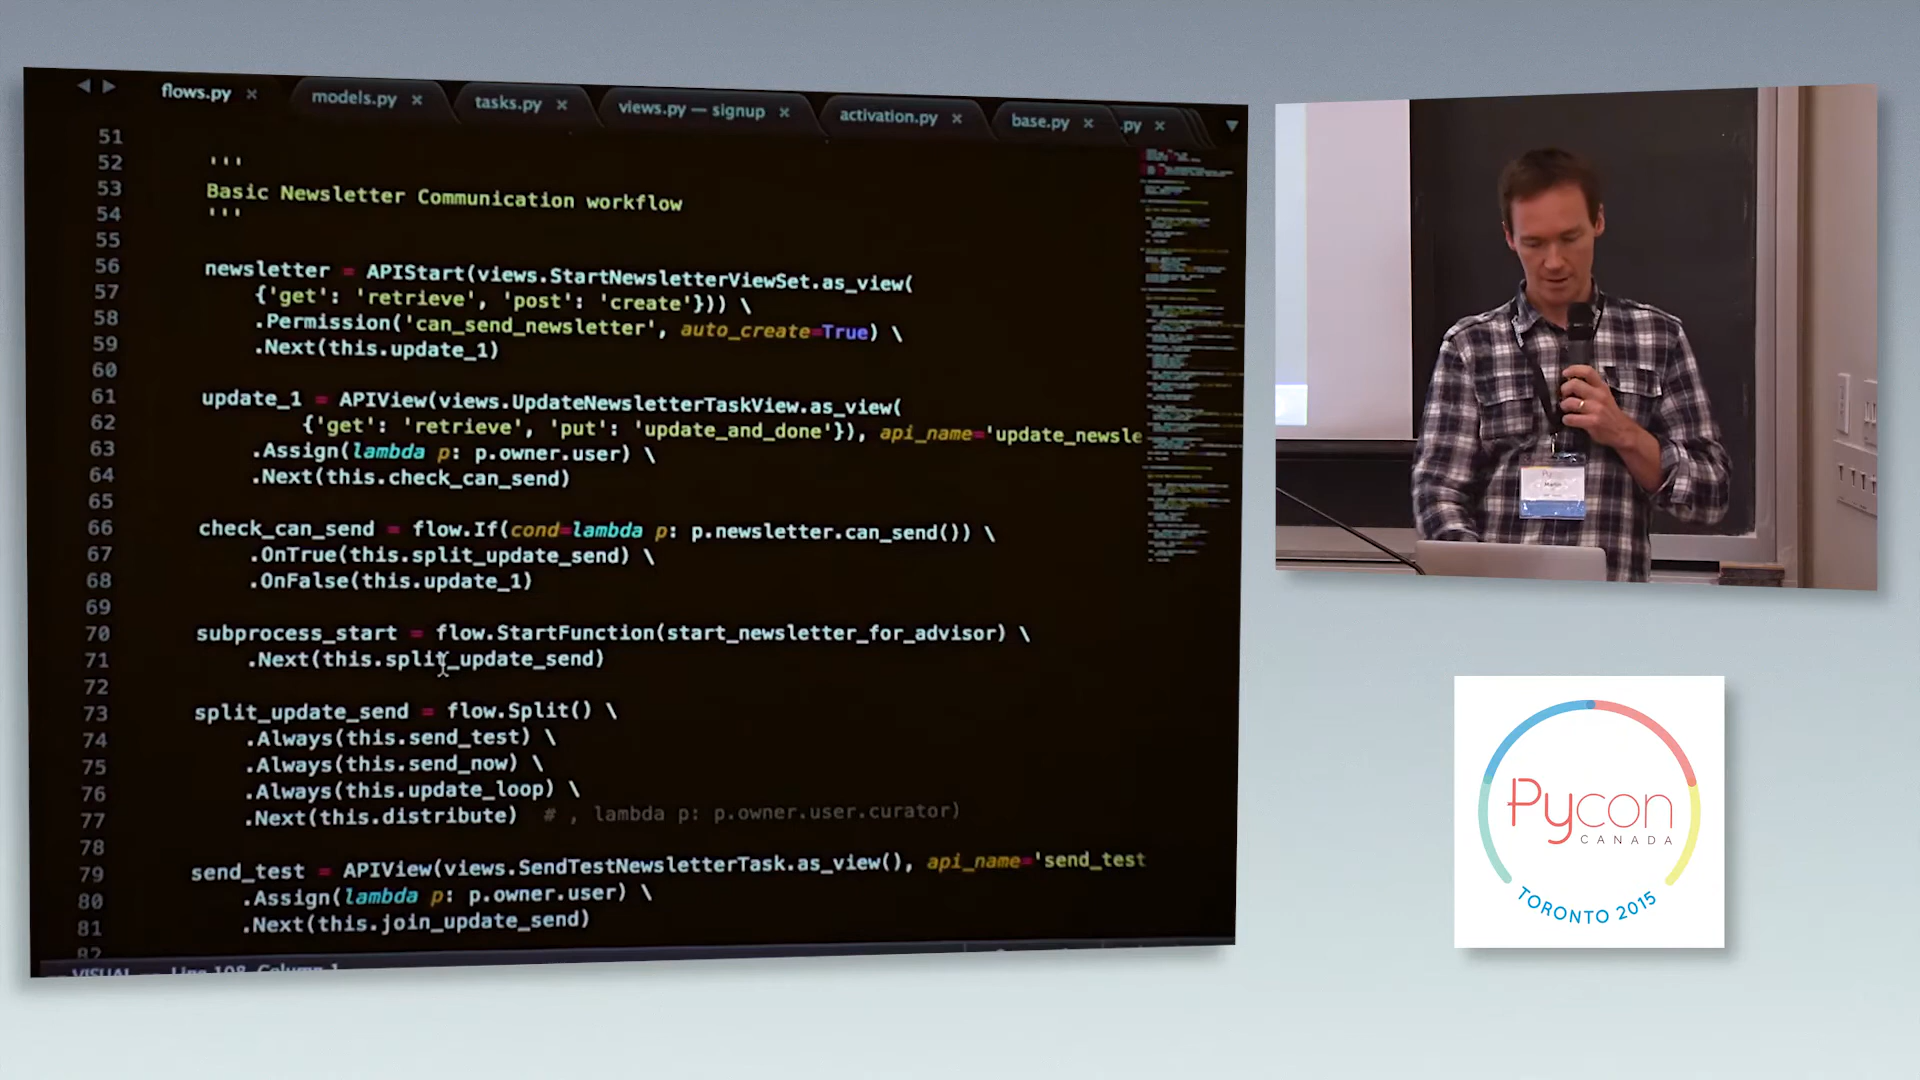 flows.py ×
models.py ×
tasks.py ×
views.py — signup ×
activation.py ×
base.py ×
.py ×
51
52 '''
53 Basic Newsletter Communication workflow
54 '''
55
56 newsletter = APIStart(views.StartNewsletterViewSet.as_view(
57 {'get': 'retrieve', 'post': 'create'})) \
58 .Permission('can_send_newsletter', auto_create=True) \
59 .Next(this.update_1)
60
61 update_1 = APIView(views.UpdateNewsletterTaskView.as_view(
62 {'get': 'retrieve', 'put': 'update_and_done'}), api_name='update_newsle
63 .Assign(lambda p: p.owner.user) \
64 .Next(this.check_can_send)
65
66 check_can_send = flow.If(cond=lambda p: p.newsletter.can_send()) \
67 .OnTrue(this.split_update_send) \
68 .OnFalse(this.update_1)
69
70 subprocess_start = flow.StartFunction(start_newsletter_for_advisor) \
71 .Next(this.split_update_send)
72
73 split_update_send = flow.Split() \
74 .Always(this.send_test) \
75 .Always(this.send_now) \
76 .Always(this.update_loop) \
77 .Next(this.distribute) # , lambda p: p.owner.user.curator)
78
79 send_test = APIView(views.SendTestNewsletterTask.as_view(), api_name='send_test
80 .Assign(lambda p: p.owner.user) \
81 .Next(this.join_update_send)
82
VISUAL Line 108, Column 1
Martin
Pycon
CANADA
TORONTO 2015